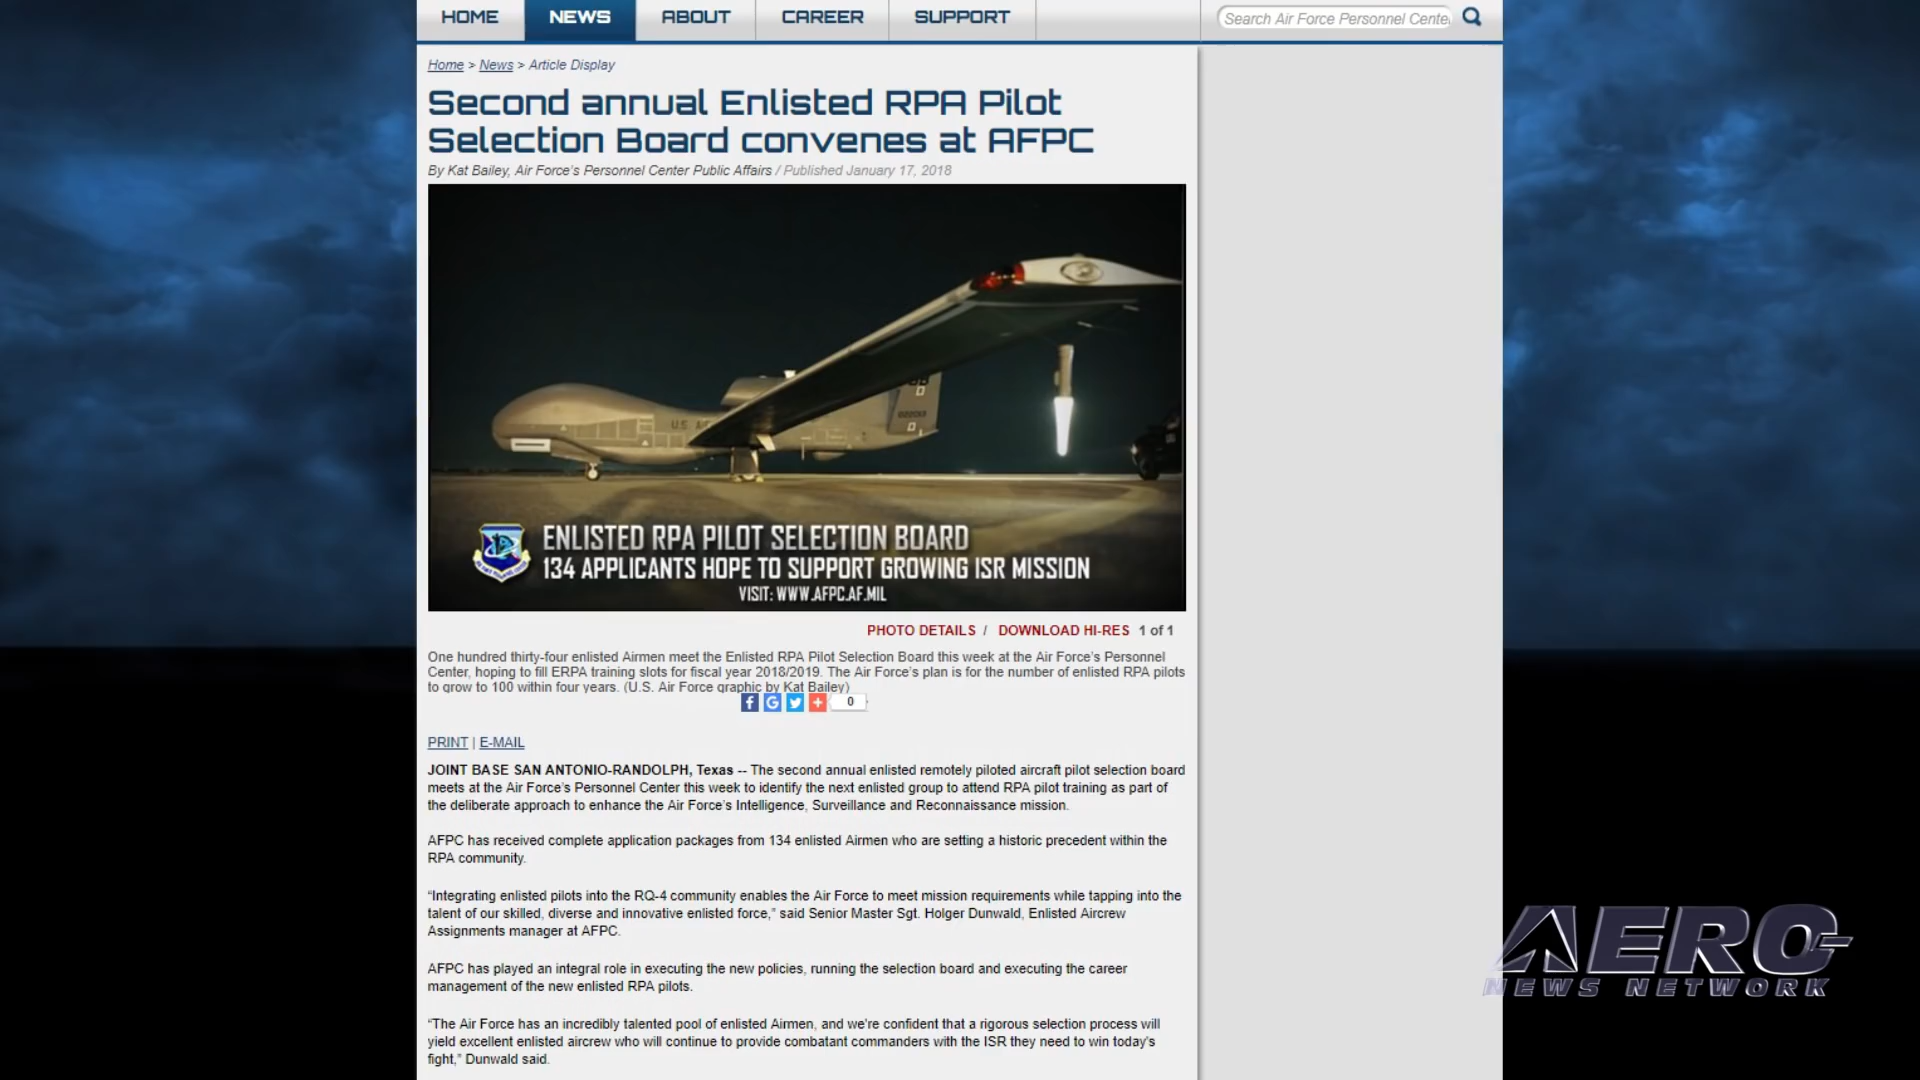 HOME NEWS ABOUT CAREER SUPPORT Search Air Force Personnel Cente
Home > News > Article Display
Second annual Enlisted RPA Pilot
Selection Board convenes at AFPC
By Kat Bailey, Air Force's Personnel Center Public Affairs / Published January 17, 2018
U.S. AI
ENLISTED RPA PILOT SELECTION BOARD
134 APPLICANTS HOPE TO SUPPORT GROWING ISR MISSION
VISIT: WWW.AFPC.AF.MIL
PHOTO DETAILS / DOWNLOAD HI-RES 1 of 1
One hundred thirty-four enlisted Airmen meet the Enlisted RPA Pilot Selection Board this week at the Air Force's Personnel
Center, hoping to fill ERPA training slots for fiscal year 2018/2019. The Air Force's plan is for the number of enlisted RPA pilots
to grow to 100 within four years. (U.S. Air Force graphic by Kat Bailey)
0
PRINT | E-MAIL
JOINT BASE SAN ANTONIO-RANDOLPH, Texas -- The second annual enlisted remotely piloted aircraft pilot selection board
meets at the Air Force's Personnel Center this week to identify the next enlisted group to attend RPA pilot training as part of
the deliberate approach to enhance the Air Force's Intelligence, Surveillance and Reconnaissance mission.
AFPC has received complete application packages from 134 enlisted Airmen who are setting a historic precedent within the
RPA community.
“Integrating enlisted pilots into the RQ-4 community enables the Air Force to meet mission requirements while tapping into the
talent of our skilled, diverse and innovative enlisted force,” said Senior Master Sgt. Holger Dunwald, Enlisted Aircrew
Assignments manager at AFPC.
AFPC has played an integral role in executing the new policies, running the selection board and executing the career
management of the new enlisted RPA pilots.
“The Air Force has an incredibly talented pool of enlisted Airmen, and we're confident that a rigorous selection process will
yield excellent enlisted aircrew who will continue to provide combatant commanders with the ISR they need to win today's
fight,” Dunwald said.
AERO-
NEWS NETWORK